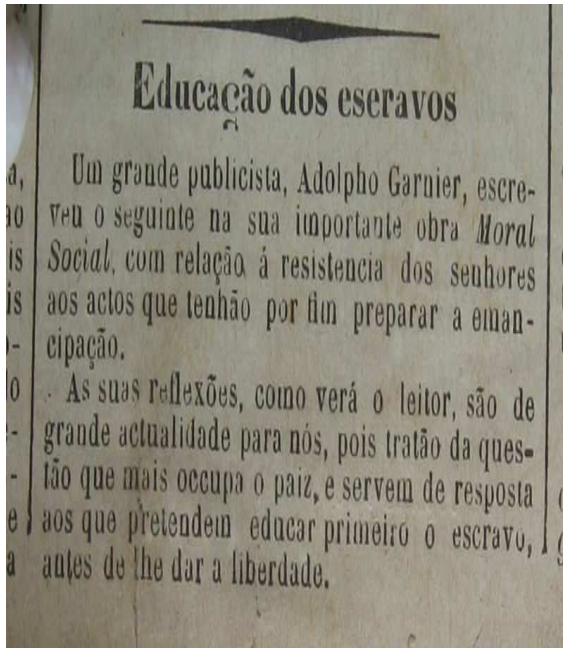 Educação dos eseravos
Um grande publicista, Adolpho Garnier, escre-
veu o seguinte na sua importante obra Moral
Social, com relação á resistencia dos senhores
aos actos que tenhão por fim preparar a eman-
cipação.
As suas reflexões, como verá o leitor, são de
grande actualidade para nós, pois tratão da ques-
tão que mais occupa o paiz, e servem de resposta
aos que pretendem educar primeiro o escravo,
antes de lhe dar a liberdade.